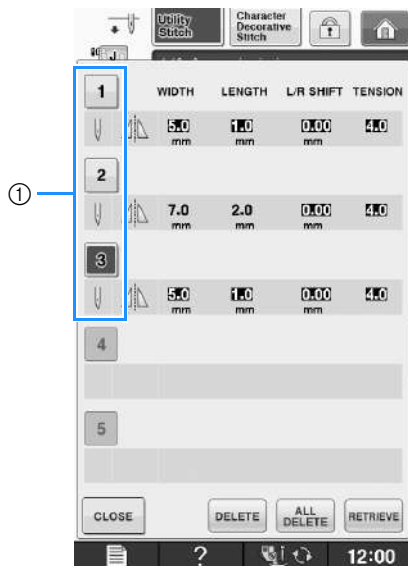 Utility
Stitch
Character
Decorative
Stitch
J
1 WIDTH LENGTH L/R SHIFT TENSION
5.0 mm 1.0 mm 0.00 mm 4.0
2
7.0 mm 2.0 mm 0.00 mm 4.0
①
3
5.0 mm 1.0 mm 0.00 mm 4.0
4
5
CLOSE DELETE ALL DELETE RETRIEVE
? 12:00